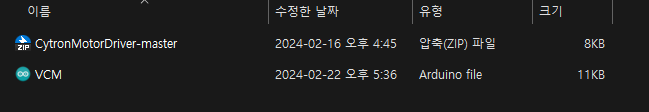 이름 수정한 날짜 유형 크기
ZIP CytronMotorDriver-master 2024-02-16 오후 4:45 압축(ZIP) 파일 8KB
VCM 2024-02-22 오후 5:36 Arduino file 11KB